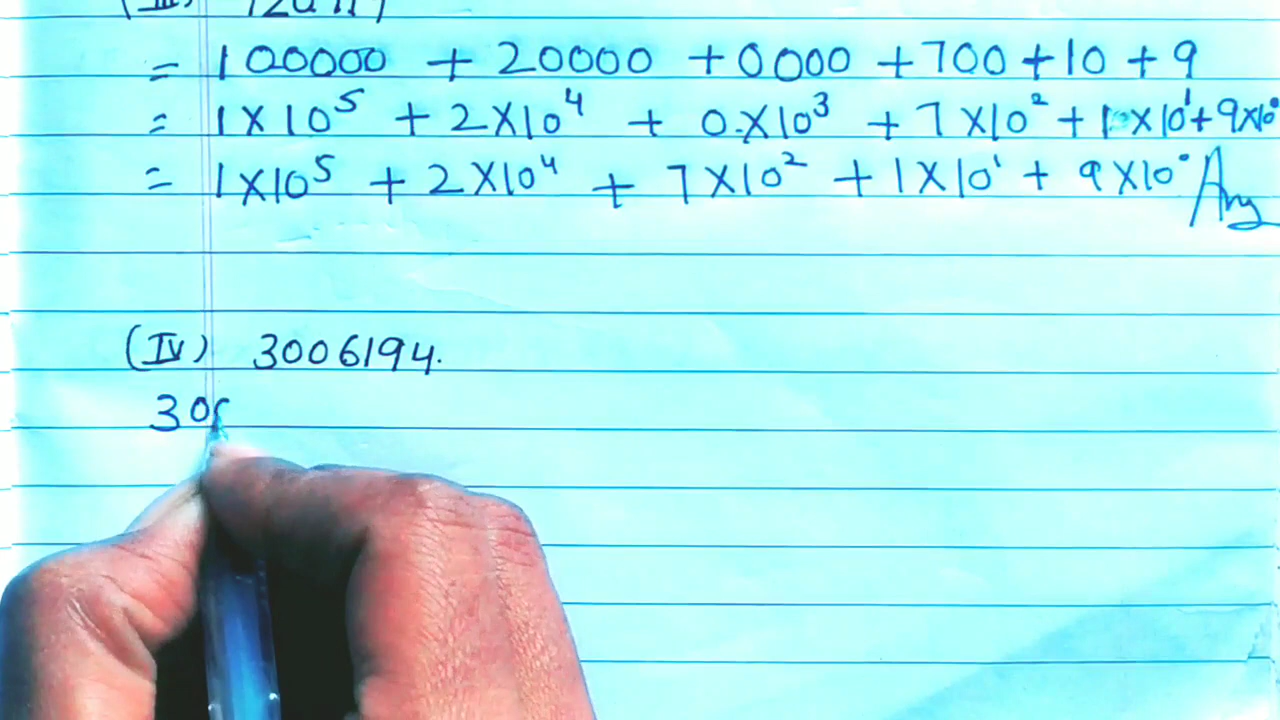 = 100000 + 20000 + 0000 + 700 + 10 + 9
= 1×10⁵ + 2×10⁴ + 0×10³ + 7×10² + 1×10¹ + 9×10⁰
= 1×10⁵ + 2×10⁴ + 7×10² + 1×10¹ + 9×10⁰ Ans
(IV) 3006194.
30